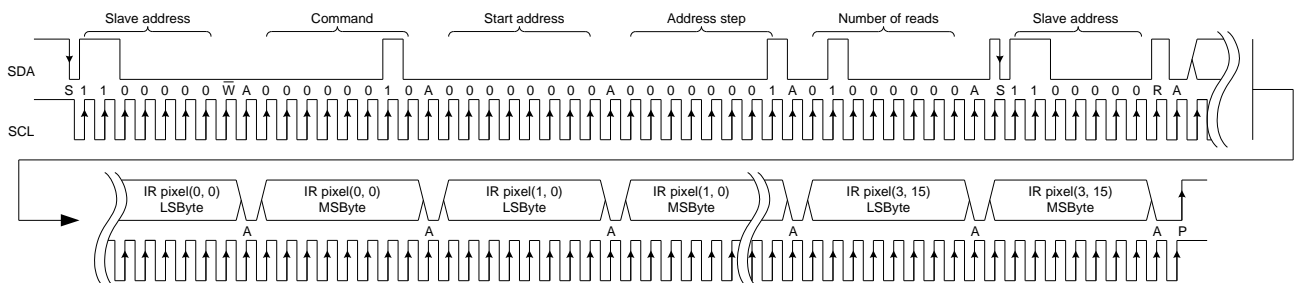 Slave address Command Start address Address step Number of reads Slave address
SDA
S 1 1 0 0 0 0 0 W A 0 0 0 0 0 0 1 0 A 0 0 0 0 0 0 0 0 A 0 0 0 0 0 0 0 1 A 0 1 0 0 0 0 0 0 A S 1 1 0 0 0 0 0 R A
SCL
IR pixel(0, 0) IR pixel(0, 0) IR pixel(1, 0) IR pixel(1, 0) IR pixel(3, 15) IR pixel(3, 15)
LSByte MSByte LSByte MSByte LSByte MSByte
A A A A A A P